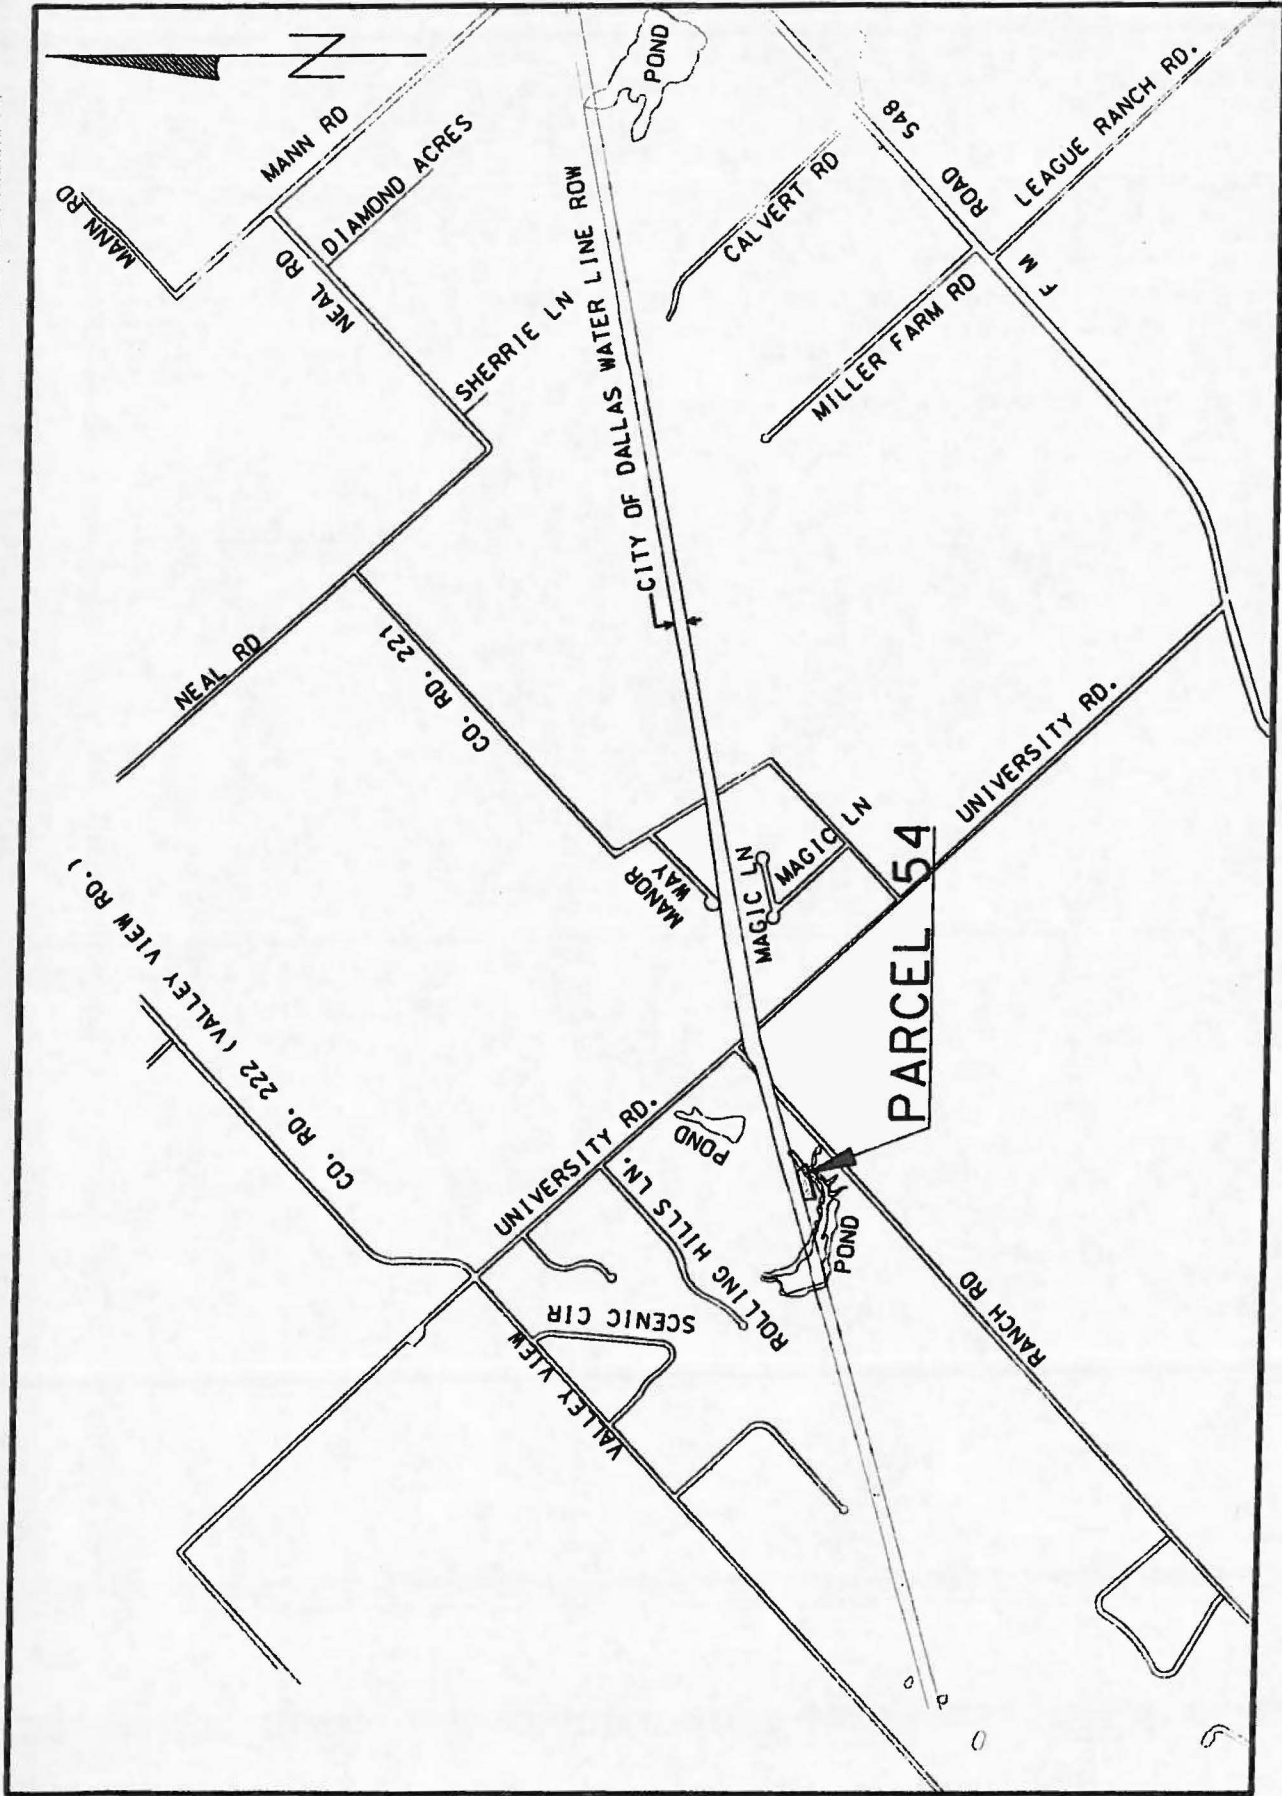 N
MANN RD
MANN RD
NEAL RD
DIAMOND ACRES
SHERRIE LN
NEAL RD
CO. RD. 221
POND
CITY OF DALLAS WATER LINE ROW
CALVERT RD
548
ROAD
F M
LEAGUE RANCH RD.
MILLER FARM RD
UNIVERSITY RD.
MANOR
WAY
MAGIC LN
MAGIC LN
CO. RD. 222 (VALLEY VIEW RD.)
PARCEL 54
UNIVERSITY RD.
POND
ROLLING HILLS LN.
SCENIC CIR
VALLEY VIEW
POND
RANCH RD